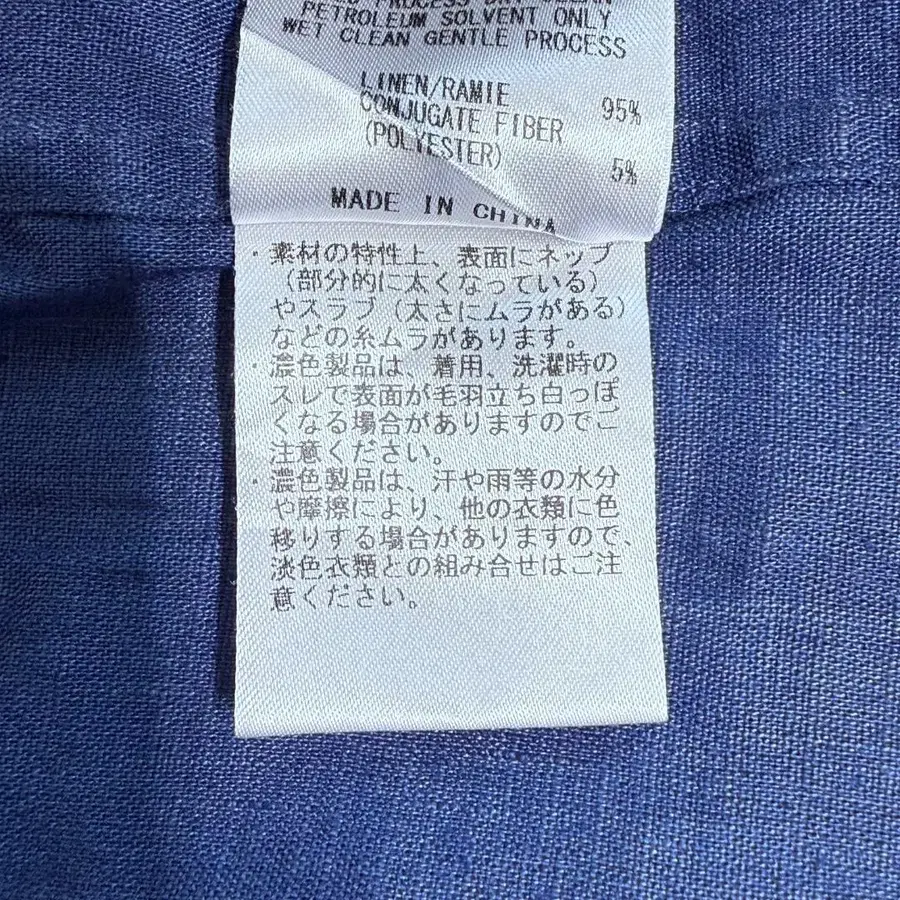 PETROLEUM SOLVENT ONLY
WET CLEAN GENTLE PROCESS
LINEN/RAMIE 95%
CONJUGATE FIBER
(POLYESTER) 5%
MADE IN CHINA
・素材の特性上、表面にネップ
（部分的に太くなっている）
やスラブ（太さにムラがある）
などの糸ムラがあります。
・濃色製品は、着用、洗濯時の
スレで表面が毛羽立ち白っぽ
くなる場合がありますのでご
注意ください。
・濃色製品は、汗や雨等の水分
や摩擦により、他の衣類に色
移りする場合がありますので、
淡色衣類との組み合せはご注
意ください。